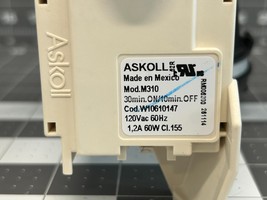 Askoll
ASKOLL
Made en Mexico
Mod.M310
30min.ON/10min.OFF
Cod.W10610147
120Vac 60Hz
1,2A 60W Cl.155
281114